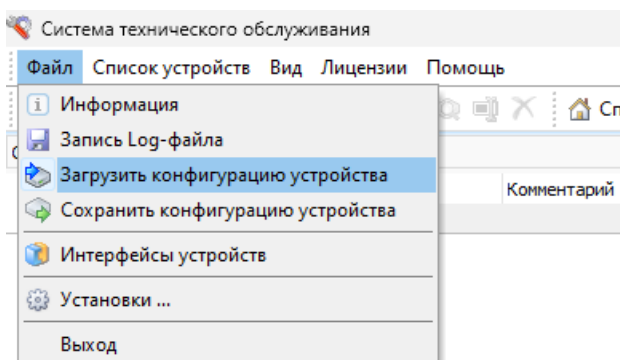 Система технического обслуживания
Файл Список устройств Вид Лицензии Помощь
Информация
Запись Log-файла
Загрузить конфигурацию устройства
Комментарий
Сохранить конфигурацию устройства
Интерфейсы устройств
Установки ...
Выход